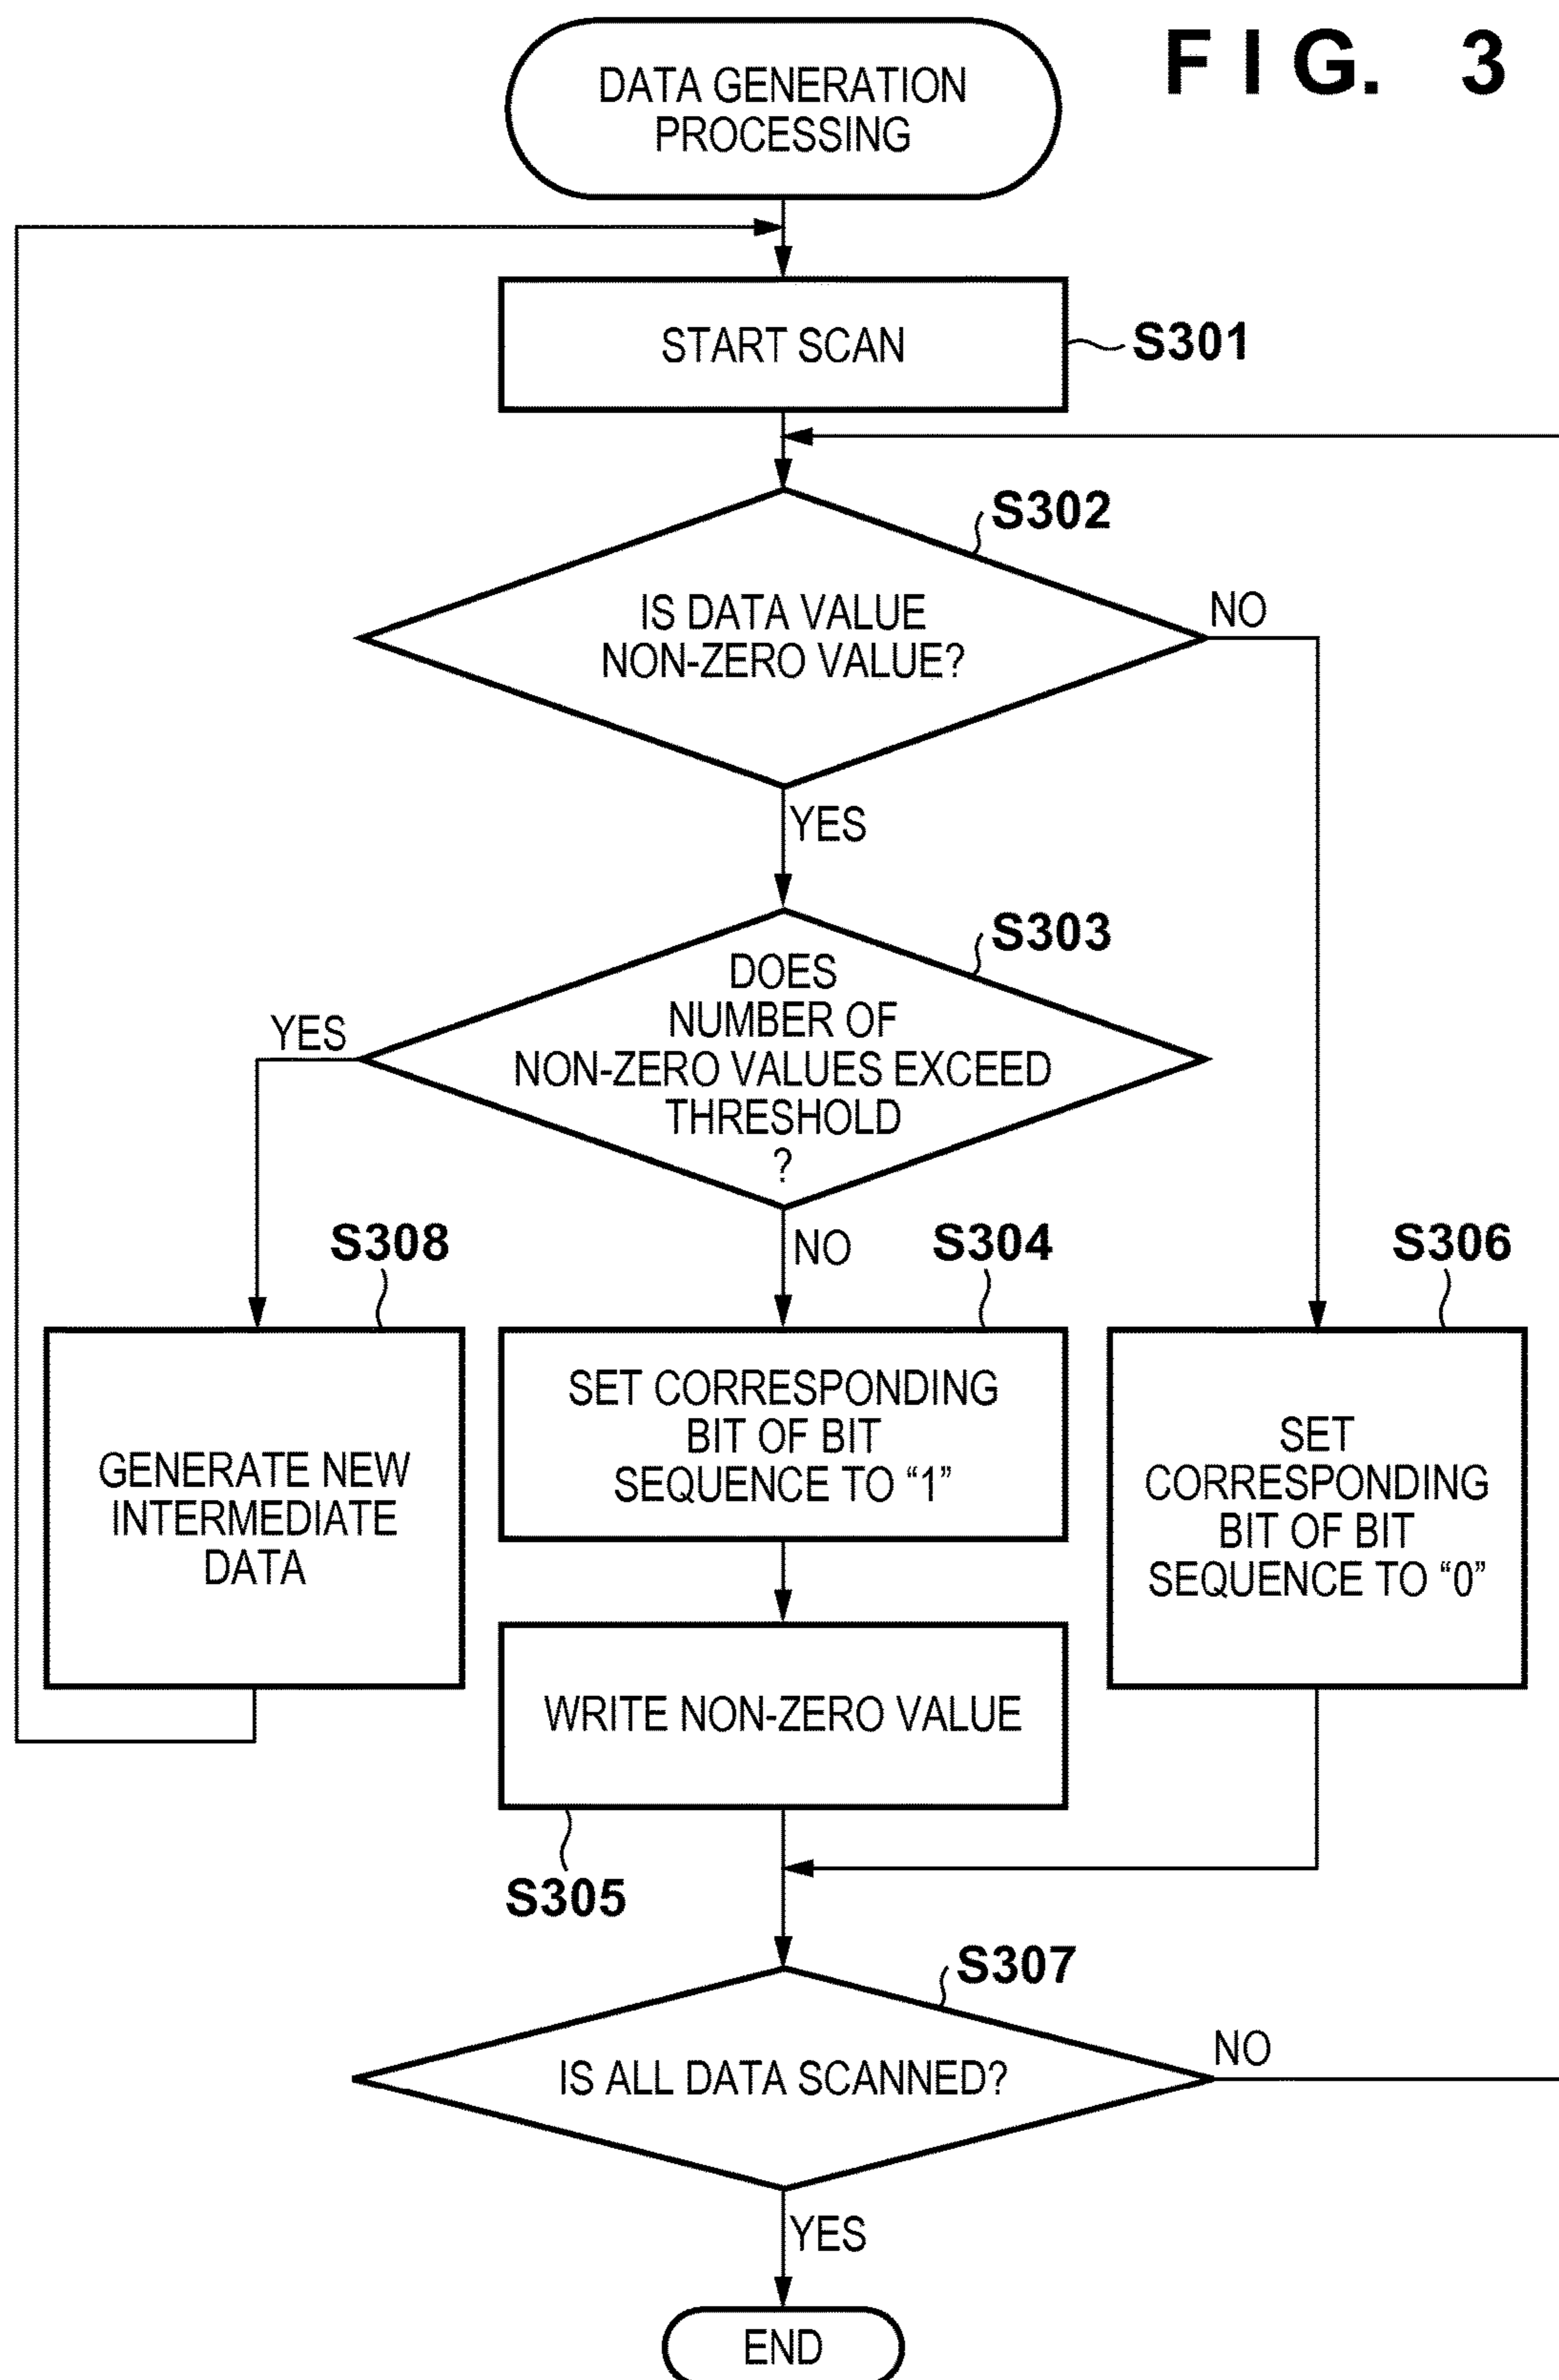 FIG. 3
DATA GENERATION
PROCESSING
START SCAN
S301
S302
IS DATA VALUE
NON-ZERO VALUE?
NO
YES
S303
DOES
NUMBER OF
NON-ZERO VALUES EXCEED
THRESHOLD
?
YES
NO
S308
S304
S306
GENERATE NEW
INTERMEDIATE
DATA
SET CORRESPONDING
BIT OF BIT
SEQUENCE TO “1”
SET
CORRESPONDING
BIT OF BIT
SEQUENCE TO “0”
WRITE NON-ZERO VALUE
S305
S307
IS ALL DATA SCANNED?
NO
YES
END